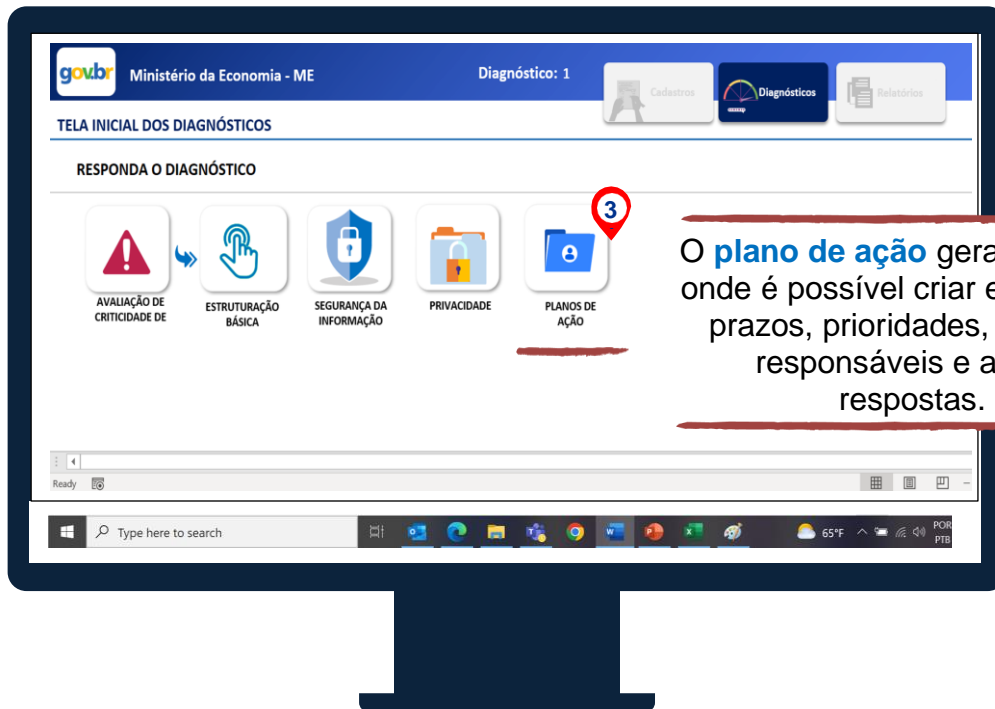 gov.br
Ministério da Economia - ME
Diagnóstico: 1
Cadastros
Diagnósticos
Relatórios
TELA INICIAL DOS DIAGNÓSTICOS
RESPONDA O DIAGNÓSTICO
3
AVALIAÇÃO DE
CRITICIDADE DE
ESTRUTURAÇÃO
BÁSICA
SEGURANÇA DA
INFORMAÇÃO
PRIVACIDADE
PLANOS DE
AÇÃO
O plano de ação gera
onde é possível criar e
prazos, prioridades,
responsáveis e a
respostas.
Ready
Type here to search
65°F
POR
PTB